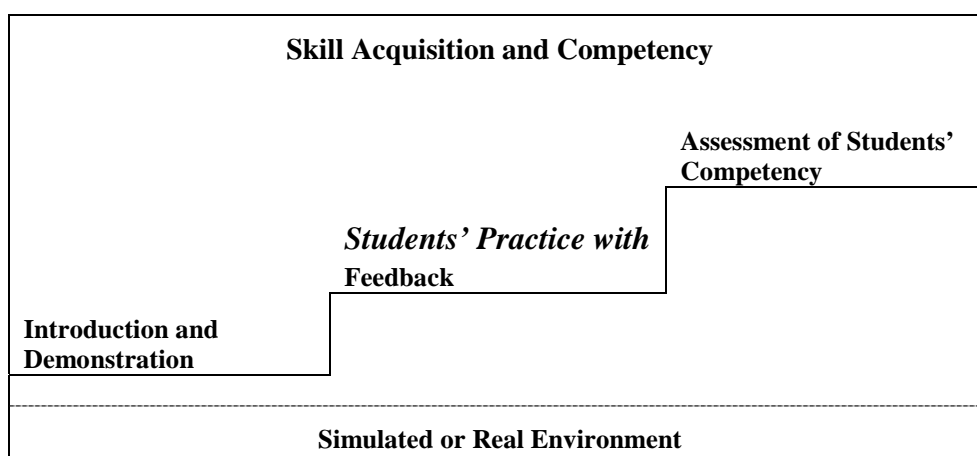 Skill Acquisition and Competency
Assessment of Students’
Competency
Students’ Practice with
Feedback
Introduction and
Demonstration
Simulated or Real Environment